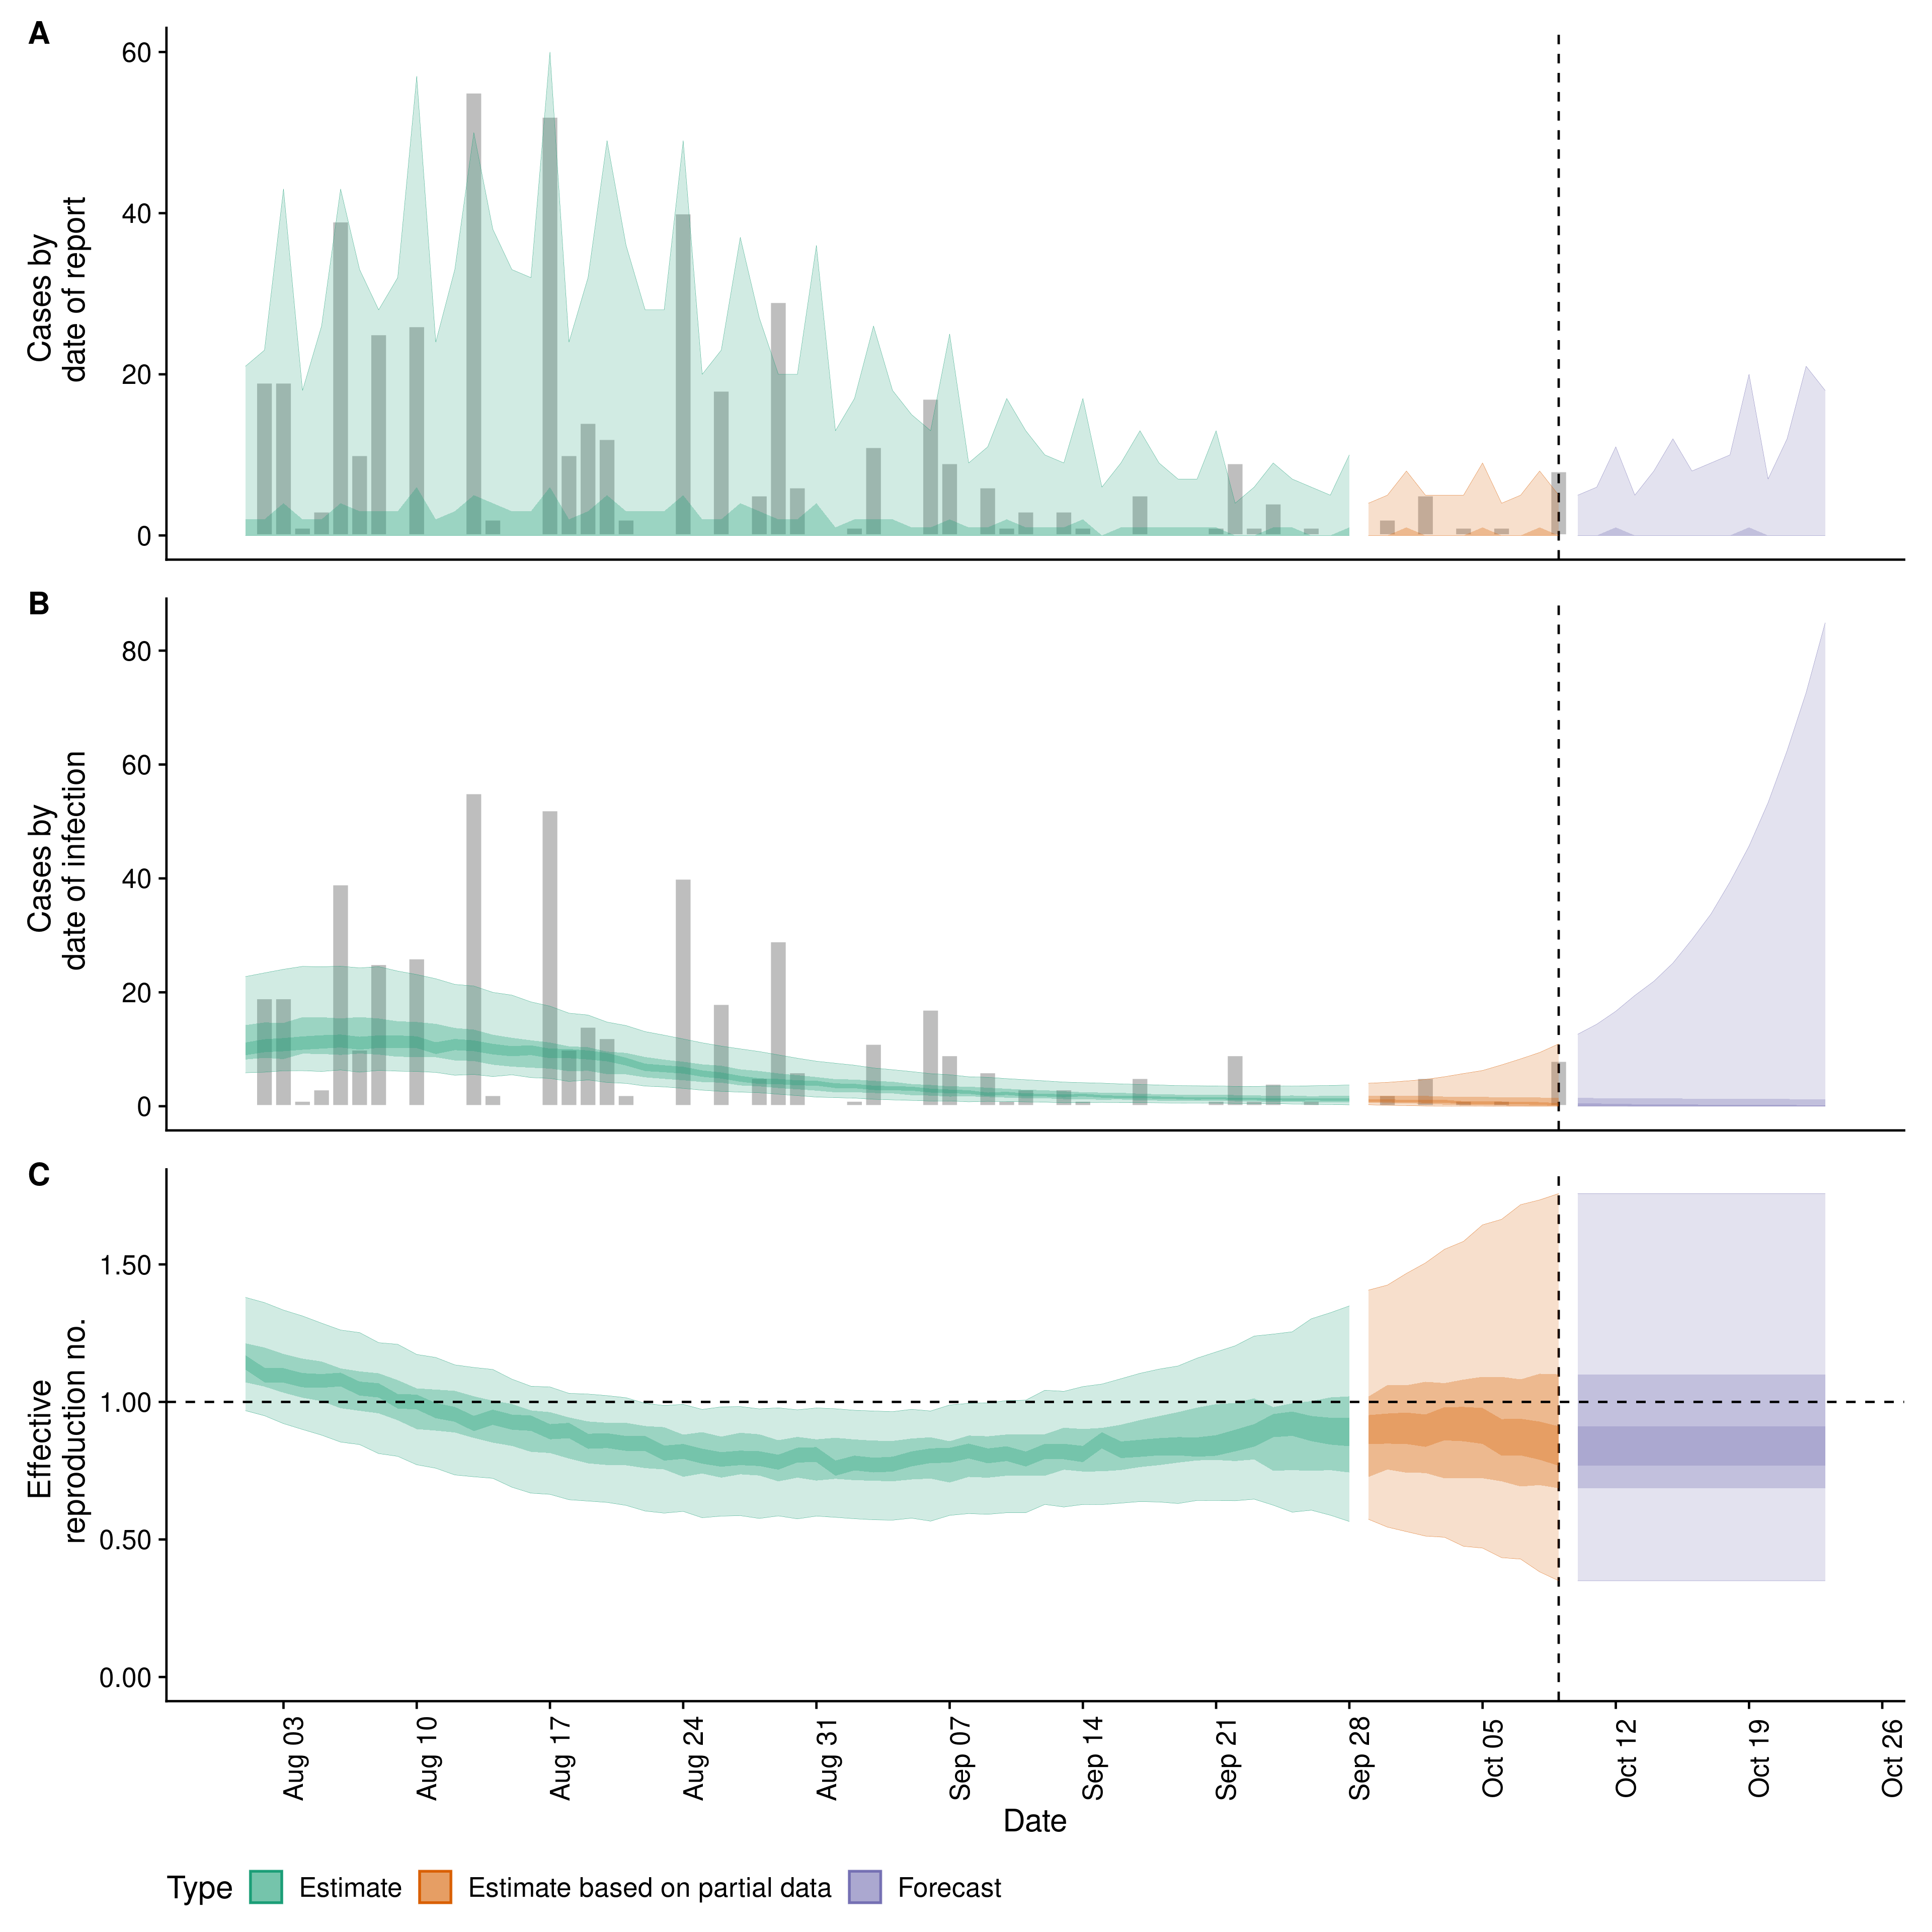 A
60
40
20
0
Cases by
date of report
B
80
60
40
20
0
Cases by
date of infection
C
1.50
1.00
0.50
0.00
Effective
reproduction no.
Aug 03
Aug 10
Aug 17
Aug 24
Aug 31
Sep 07
Sep 14
Sep 21
Sep 28
Oct 05
Oct 12
Oct 19
Oct 26
Date
Type Estimate Estimate based on partial data Forecast